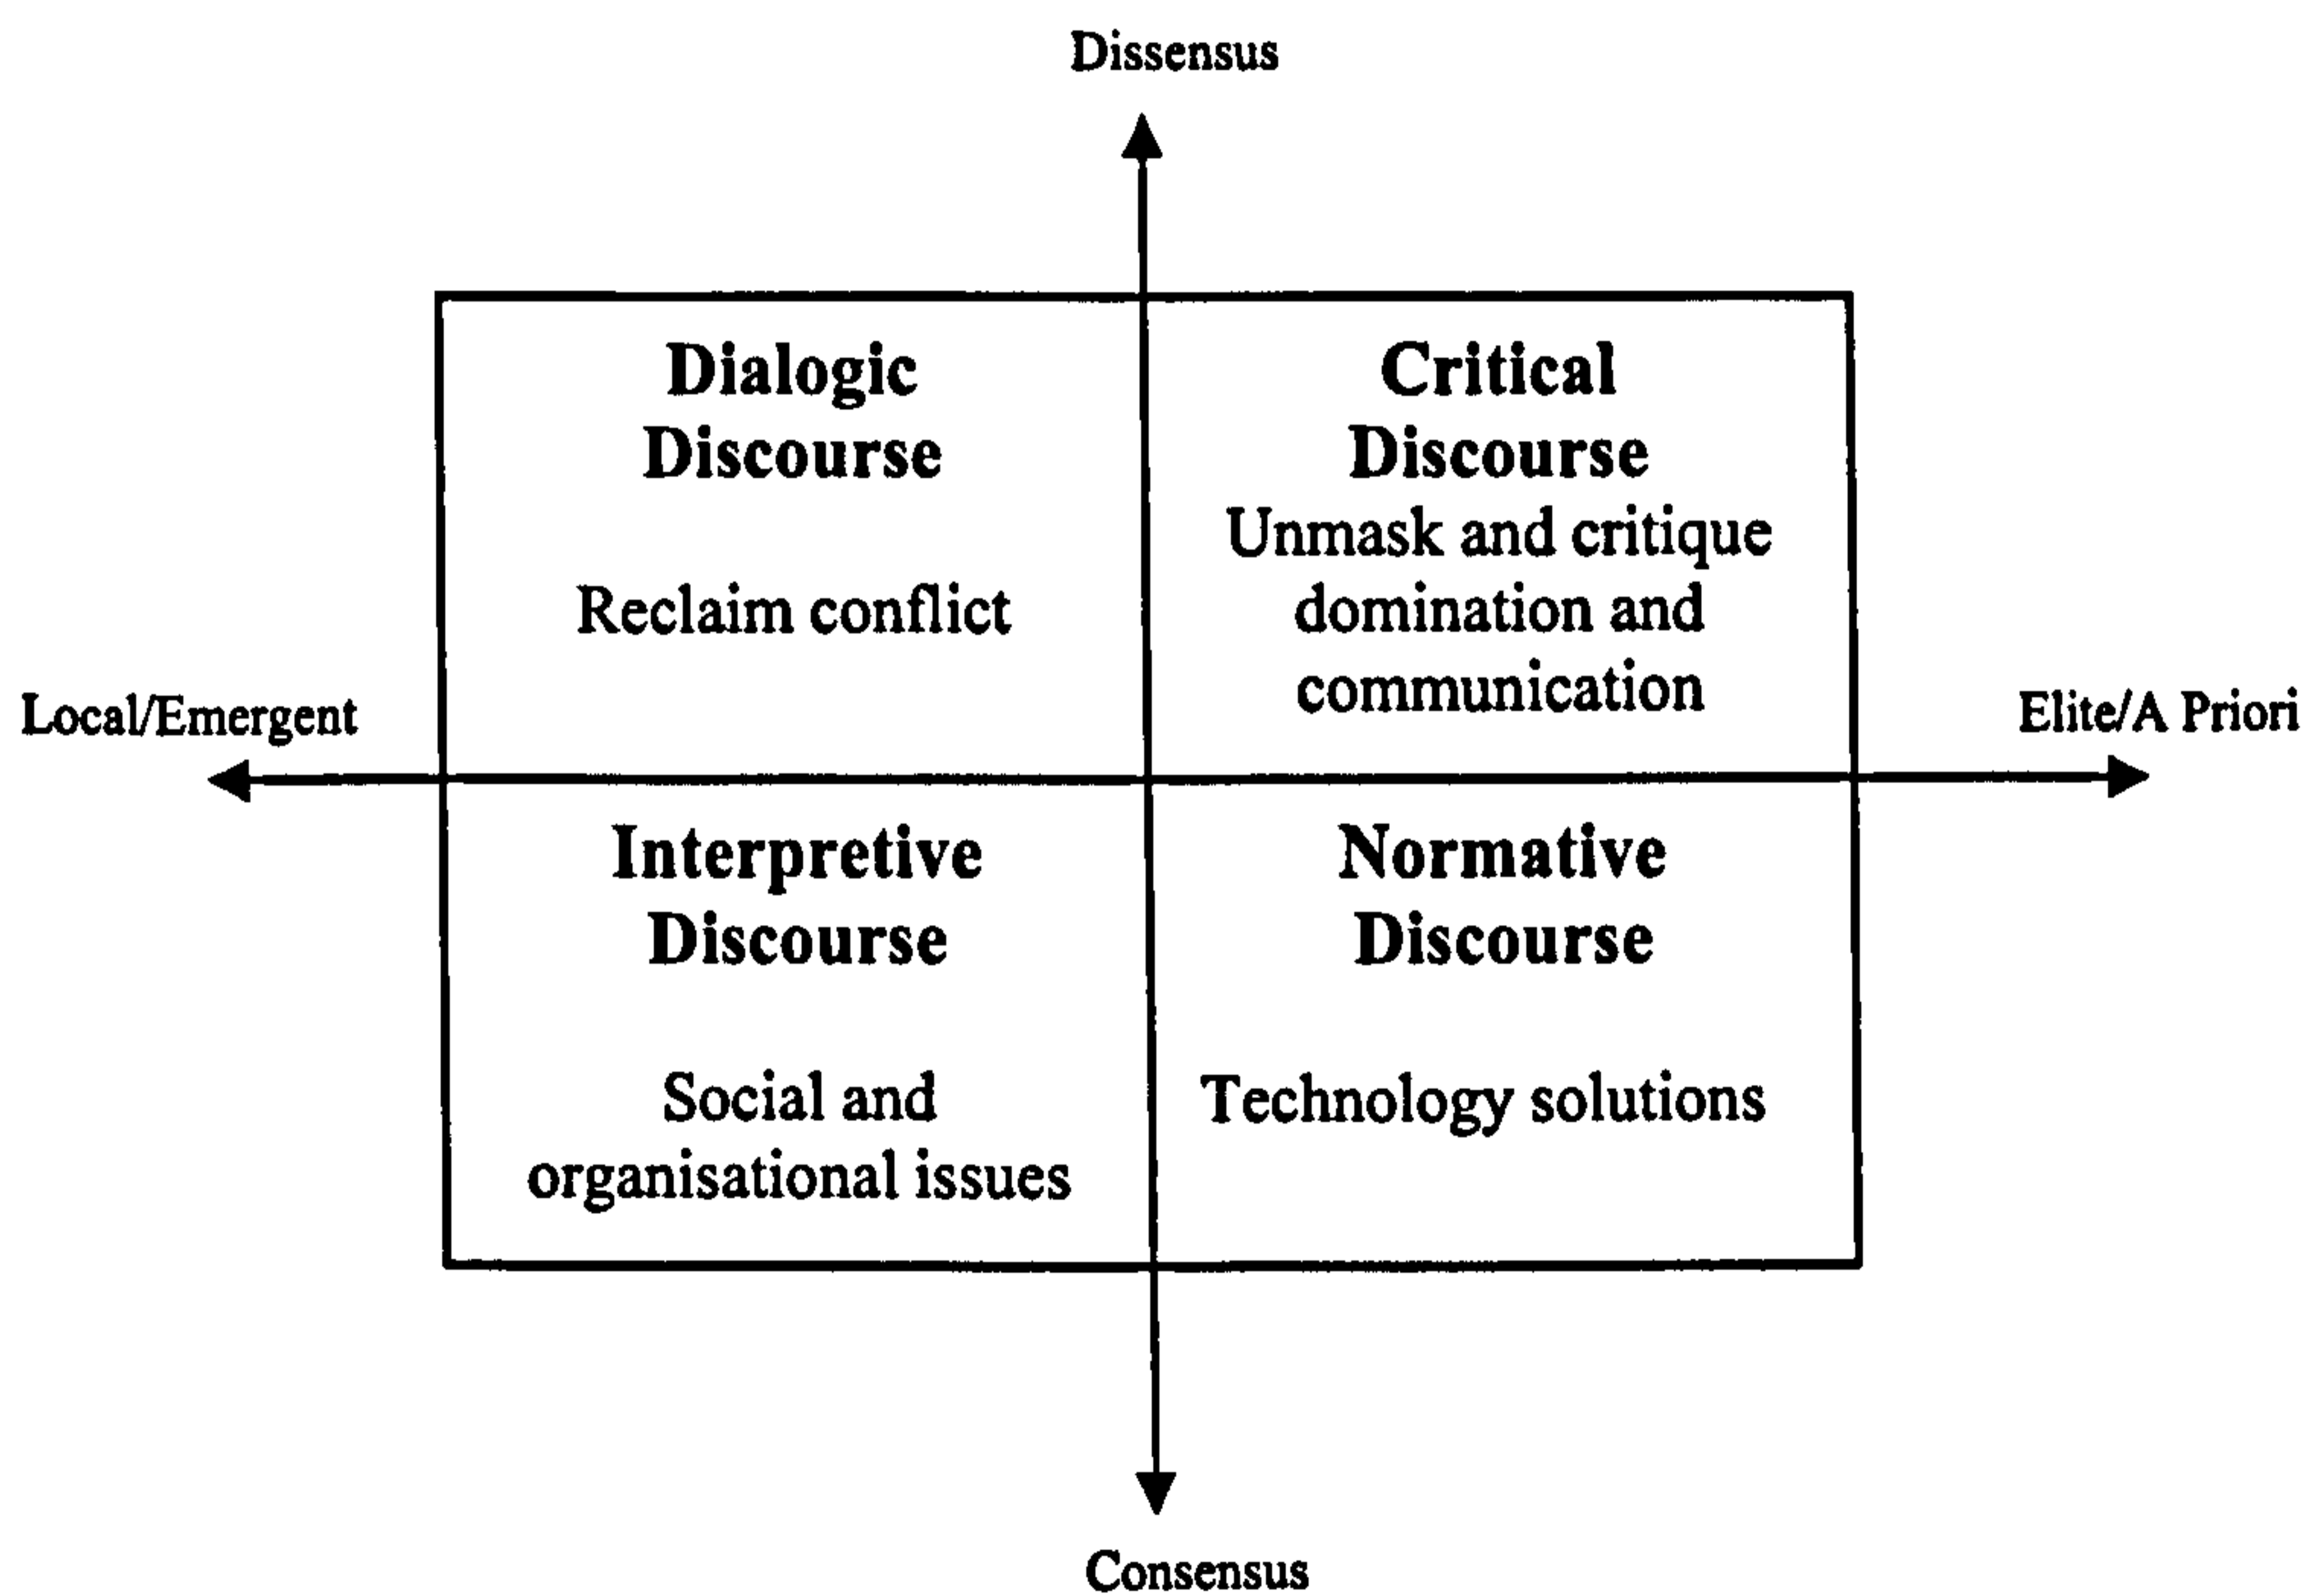 Dissensus
Dialogic
Discourse
Reclaim conflict
Critical
Discourse
Unmask and critique
domination and
communication
Local/Emergent
Elite/A Priori
Interpretive
Discourse
Social and
organisational issues
Normative
Discourse
Technology solutions
Consensus